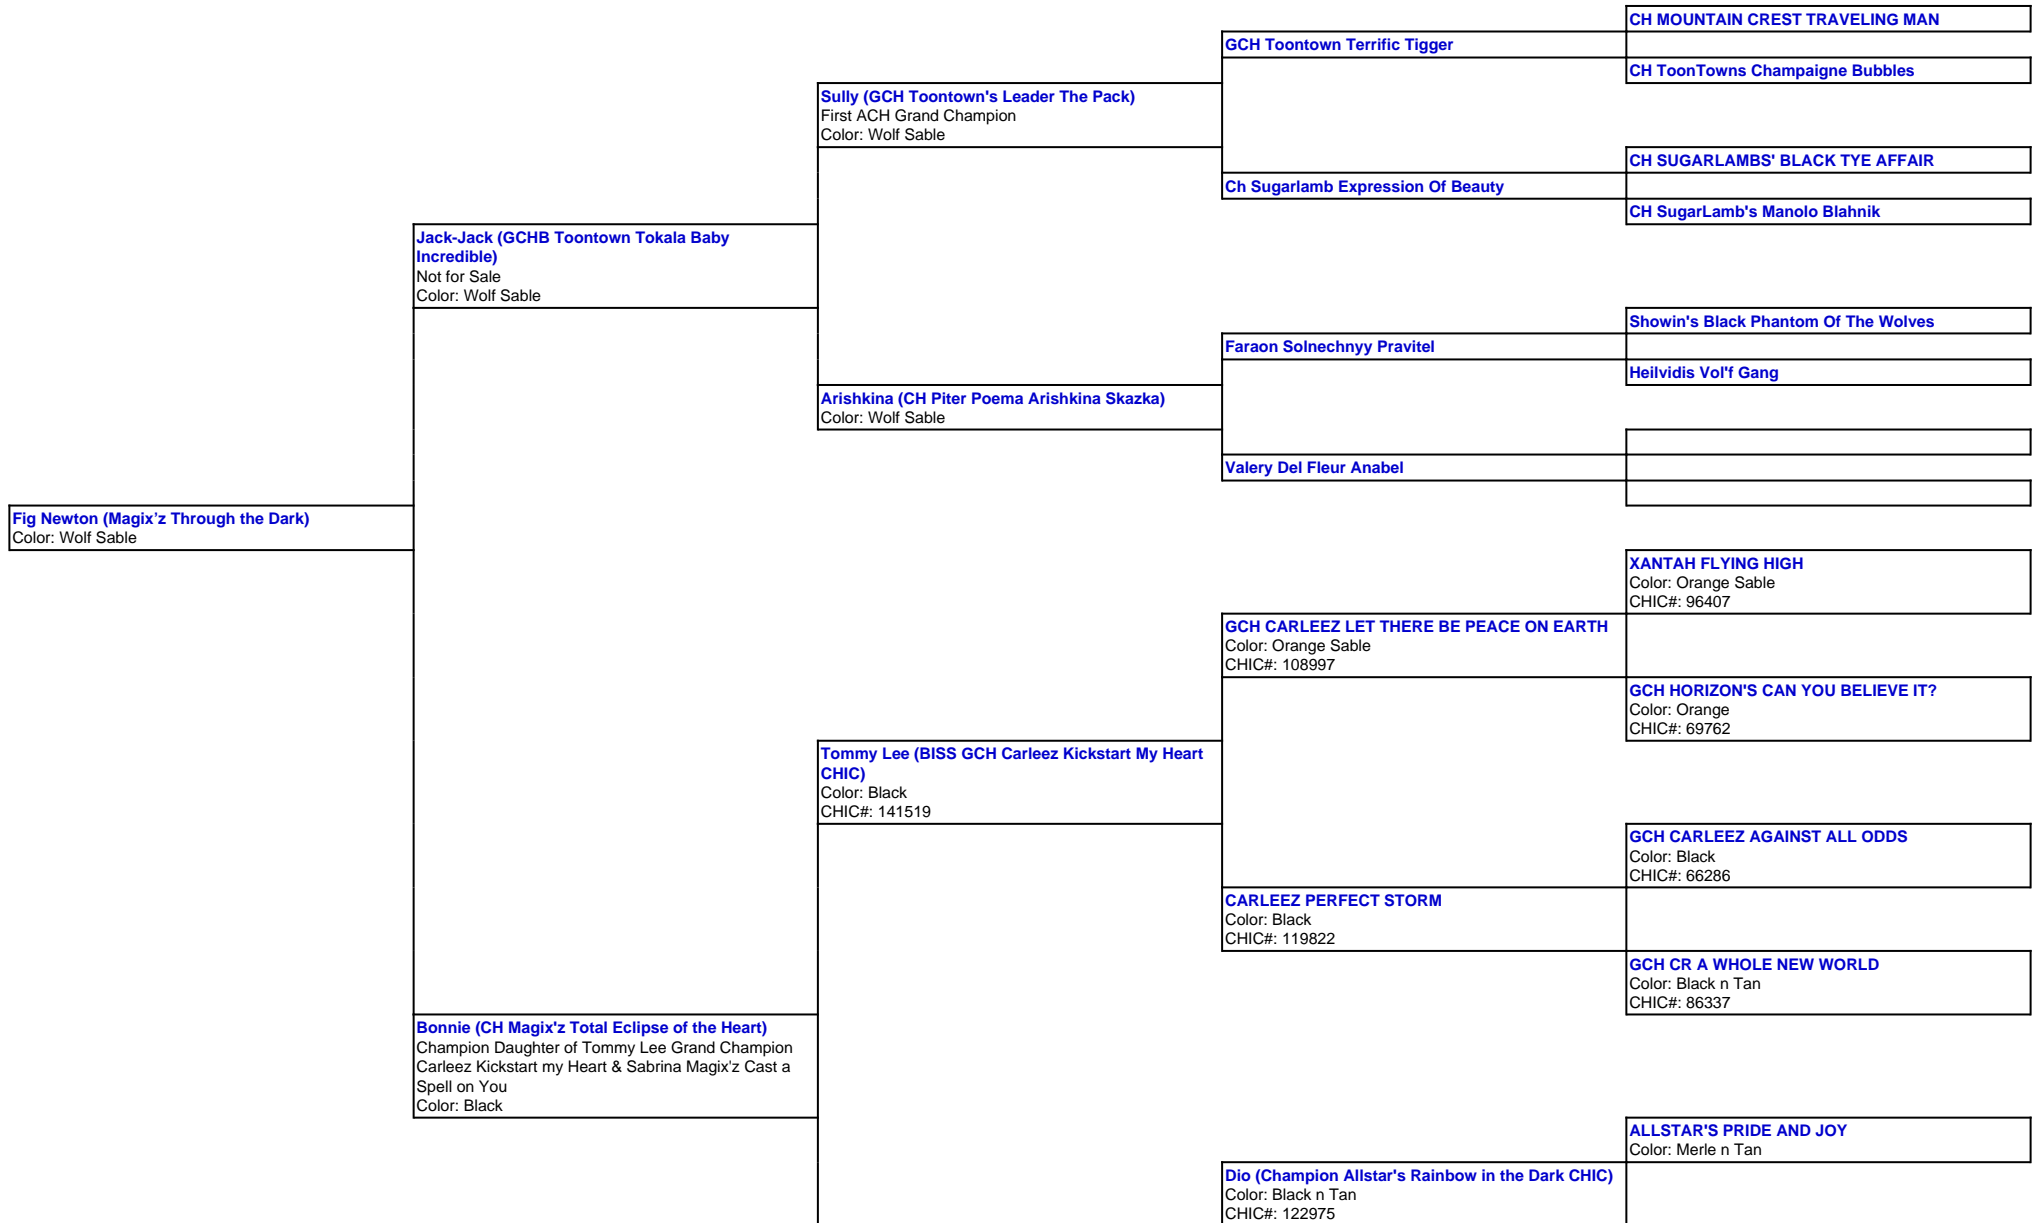 CH MOUNTAIN CREST TRAVELING MAN
GCH Toontown Terrific Tigger
CH ToonTowns Champaigne Bubbles
Sully (GCH Toontown's Leader The Pack)
First ACH Grand Champion
Color: Wolf Sable
CH SUGARLAMBS' BLACK TYE AFFAIR
Ch Sugarlamb Expression Of Beauty
CH SugarLamb's Manolo Blahnik
Jack-Jack (GCHB Toontown Tokala Baby
Incredible)
Not for Sale
Color: Wolf Sable
Showin's Black Phantom Of The Wolves
Faraon Solnechnyy Pravitel
Heilvidis Vol'f Gang
Arishkina (CH Piter Poema Arishkina Skazka)
Color: Wolf Sable
Valery Del Fleur Anabel
Fig Newton (Magix’z Through the Dark)
Color: Wolf Sable
XANTAH FLYING HIGH
Color: Orange Sable
CHIC#: 96407
GCH CARLEEZ LET THERE BE PEACE ON EARTH
Color: Orange Sable
CHIC#: 108997
GCH HORIZON'S CAN YOU BELIEVE IT?
Color: Orange
CHIC#: 69762
Tommy Lee (BISS GCH Carleez Kickstart My Heart
CHIC)
Color: Black
CHIC#: 141519
GCH CARLEEZ AGAINST ALL ODDS
Color: Black
CHIC#: 66286
CARLEEZ PERFECT STORM
Color: Black
CHIC#: 119822
GCH CR A WHOLE NEW WORLD
Color: Black n Tan
CHIC#: 86337
Bonnie (CH Magix'z Total Eclipse of the Heart)
Champion Daughter of Tommy Lee Grand Champion
Carleez Kickstart my Heart & Sabrina Magix'z Cast a
Spell on You
Color: Black
ALLSTAR'S PRIDE AND JOY
Color: Merle n Tan
Dio (Champion Allstar's Rainbow in the Dark CHIC)
Color: Black n Tan
CHIC#: 122975